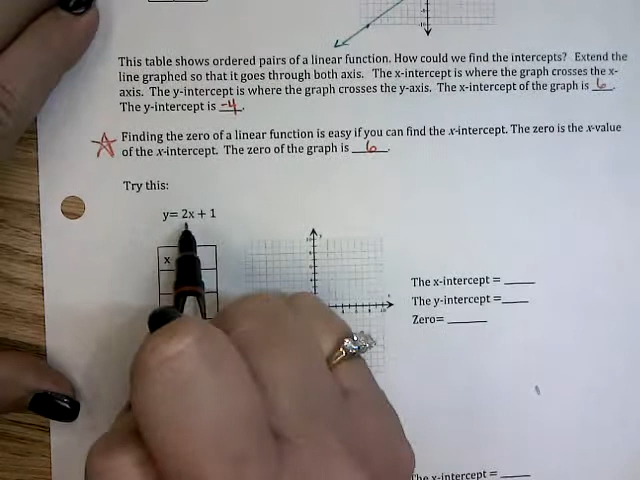 This table shows ordered pairs of a linear function. How could we find the intercepts? Extend the
line graphed so that it goes through both axis. The x-intercept is where the graph crosses the x-
axis. The y-intercept is where the graph crosses the y-axis. The x-intercept of the graph is 6.
The y-intercept is -4.
Finding the zero of a linear function is easy if you can find the x-intercept. The zero is the x-value
of the x-intercept. The zero of the graph is 6.
Try this:
y= 2x + 1
x
The x-intercept = ____
The y-intercept = ____
Zero= ____
The x-intercept = ____